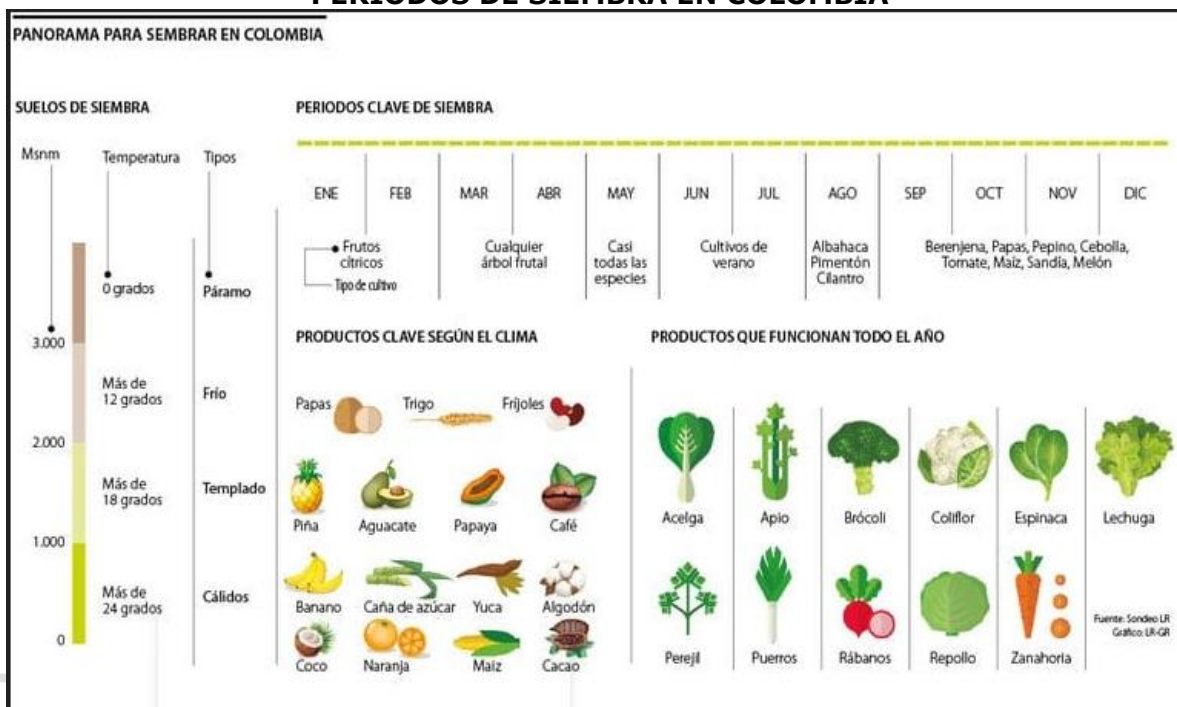 PERIODOS DE SIEMBRA EN COLOMBIA
PANORAMA PARA SEMBRAR EN COLOMBIA
SUELOS DE SIEMBRA
Msnm
Temperatura
Tipos
0 grados
Páramo
3.000
Más de
12 grados
Frío
2.000
Más de
18 grados
Templado
1.000
Más de
24 grados
Cálidos
0
PERIODOS CLAVE DE SIEMBRA
ENE
FEB
MAR
ABR
MAY
JUN
JUL
AGO
SEP
OCT
NOV
DIC
Frutos
cítricos
Tipo de cultivo
Cualquier
árbol frutal
Casi
todas las
especies
Cultivos de
verano
Albahaca
Pimentón
Cilantro
Berenjena, Papas, Pepino, Cebolla,
Tomate, Maíz, Sandía, Melón
PRODUCTOS CLAVE SEGÚN EL CLIMA
Papas
Trigo
Fríjoles
Piña
Aguacate
Papaya
Café
Banano
Caña de azúcar
Yuca
Algodón
Coco
Naranja
Maiz
Cacao
PRODUCTOS QUE FUNCIONAN TODO EL AÑO
Acelga
Apio
Brócoli
Coliflor
Espinaca
Lechuga
Perejil
Puerros
Rábanos
Repollo
Zanahoria
Fuente: Sondeo LR
Gráfico: LR-GR